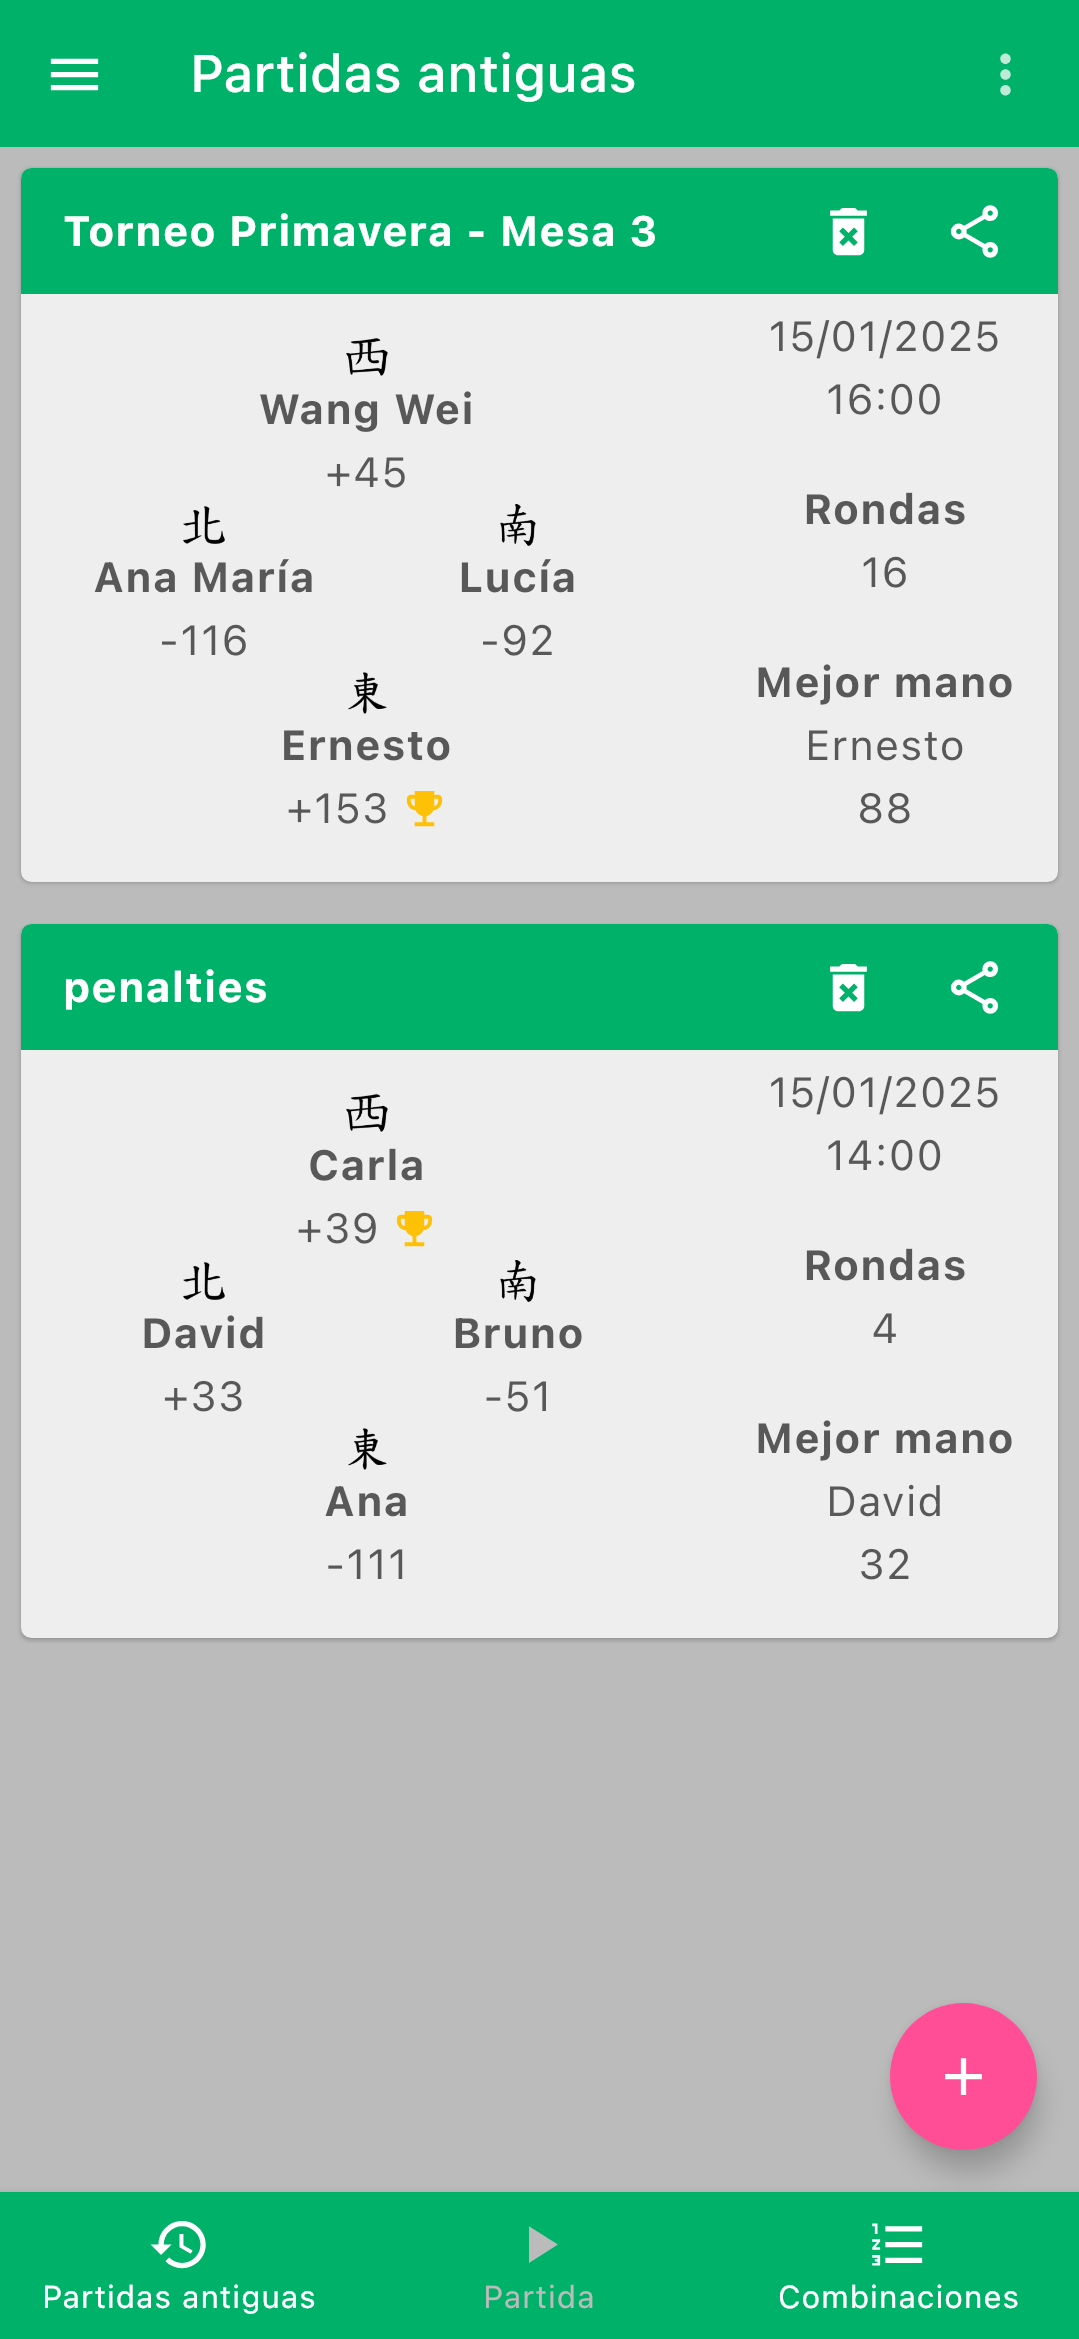 Partidas antiguas
Torneo Primavera - Mesa 3
西
Wang Wei
+45
北
Ana María
-116
南
Lucía
-92
東
Ernesto
+153
15/01/2025
16:00
Rondas
16
Mejor mano
Ernesto
88
penalties
西
Carla
+39
北
David
+33
南
Bruno
-51
東
Ana
-111
15/01/2025
14:00
Rondas
4
Mejor mano
David
32
Partidas antiguas
Partida
Combinaciones